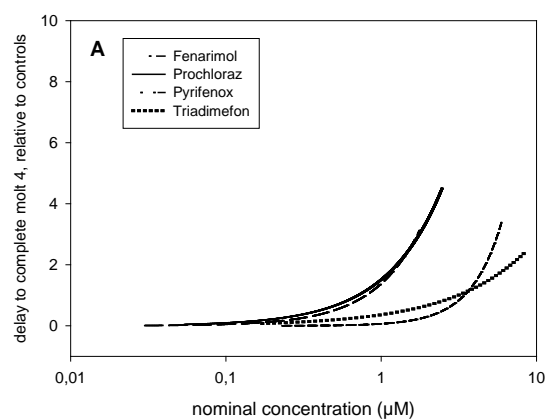 A
Fenarimol
Prochloraz
Pyrifenox
Triadimefon
delay to complete molt 4, relative to controls
10
8
6
4
2
0
0,01
0,1
1
10
nominal concentration (µM)